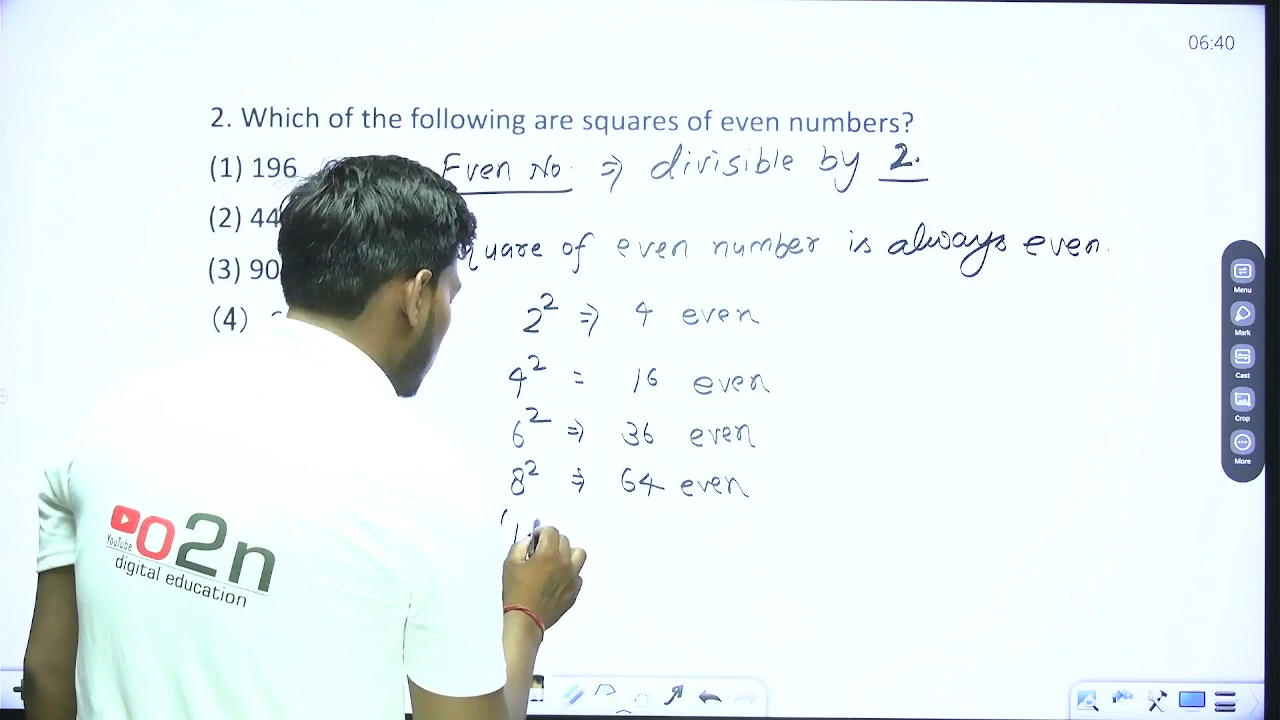 06:40
2. Which of the following are squares of even numbers?
(1) 196 Even No. ⇒ divisible by 2.
(2) 44
quare of even number is always even.
(3) 90
2² ⇒ 4 even
(4)
4² = 16 even
6² ⇒ 36 even
8² ⇒ 64 even
Menu
Mark
Cast
Crop
More
YouTube o2n
digital education